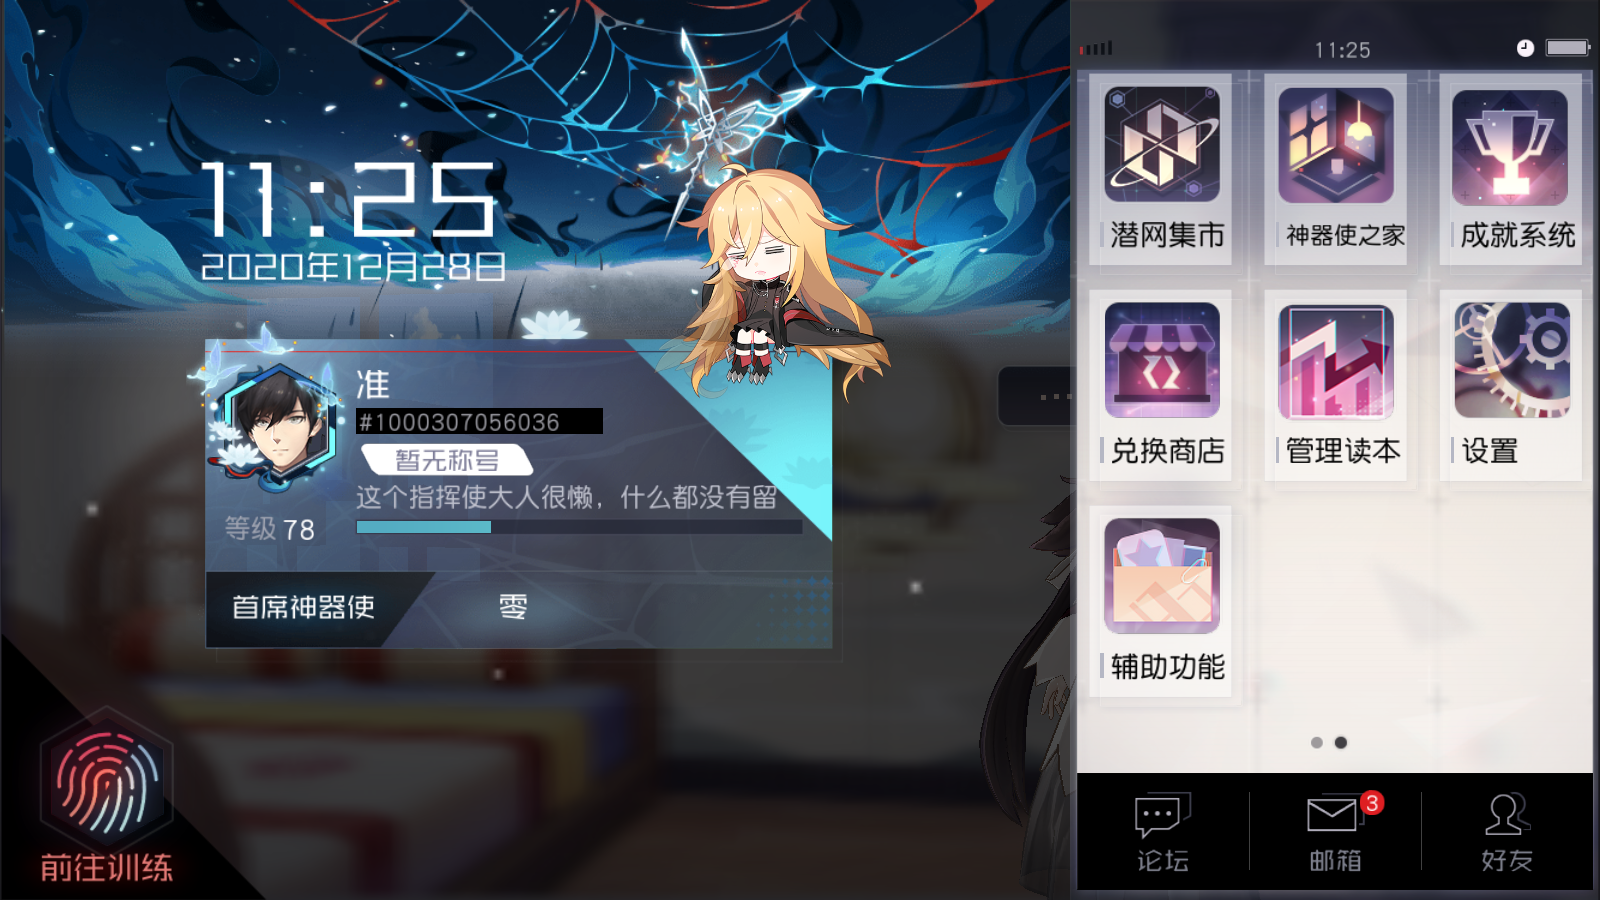 11:25
2020年12月28日
准
#1000307056036
暂无称号
这个指挥使大人很懒，什么都没有留
等级 78
首席神器使
零
前往训练
11:25
潜网集市
神器使之家
成就系统
兑换商店
管理读本
设置
辅助功能
论坛
3
邮箱
好友